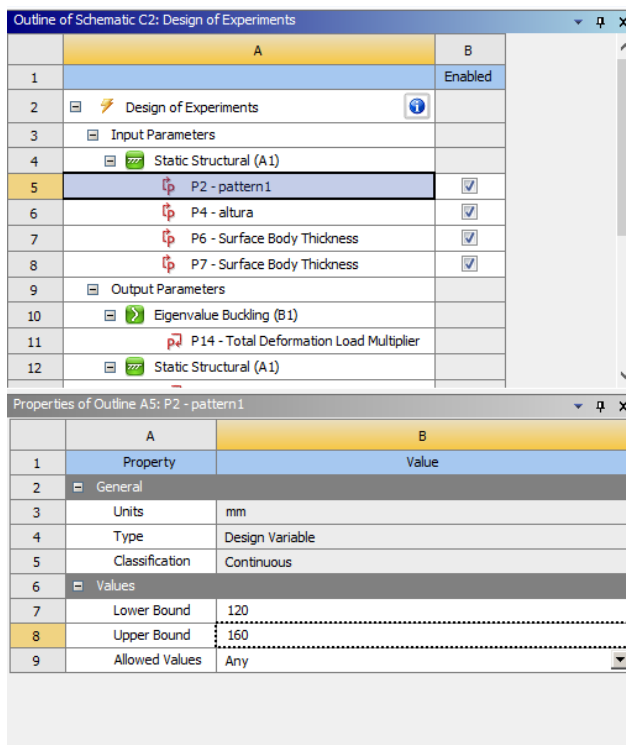 Outline of Schematic C2: Design of Experiments
A B
1 Enabled
2 Design of Experiments
3 Input Parameters
4 Static Structural (A1)
5 P2 - pattern1
6 P4 - altura
7 P6 - Surface Body Thickness
8 P7 - Surface Body Thickness
9 Output Parameters
10 Eigenvalue Buckling (B1)
11 P14 - Total Deformation Load Multiplier
12 Static Structural (A1)
Properties of Outline A5: P2 - pattern1
A B
1 Property Value
2 General
3 Units mm
4 Type Design Variable
5 Classification Continuous
6 Values
7 Lower Bound 120
8 Upper Bound 160
9 Allowed Values Any